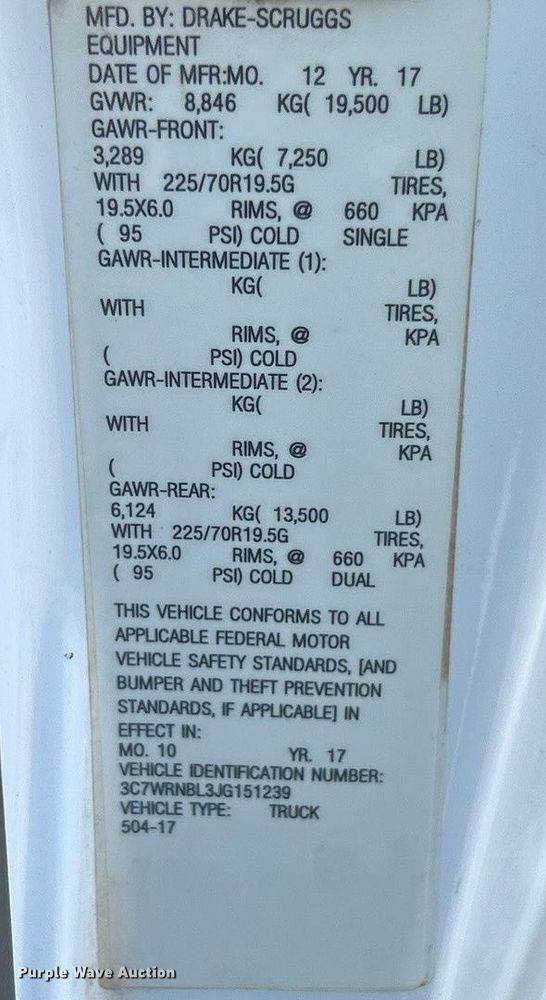 MFD. BY: DRAKE-SCRUGGS
EQUIPMENT
DATE OF MFR:MO. 12 YR. 17
GVWR: 8,846 KG( 19,500 LB)
GAWR-FRONT:
3,289 KG( 7,250 LB)
WITH 225/70R19.5G TIRES,
19.5X6.0 RIMS, @ 660 KPA
( 95 PSI) COLD SINGLE
GAWR-INTERMEDIATE (1):
KG( LB)
WITH TIRES,
RIMS, @ KPA
( PSI) COLD
GAWR-INTERMEDIATE (2):
KG( LB)
WITH TIRES,
RIMS, @ KPA
( PSI) COLD
GAWR-REAR:
6,124 KG( 13,500 LB)
WITH 225/70R19.5G TIRES,
19.5X6.0 RIMS, @ 660 KPA
( 95 PSI) COLD DUAL
THIS VEHICLE CONFORMS TO ALL
APPLICABLE FEDERAL MOTOR
VEHICLE SAFETY STANDARDS, [AND
BUMPER AND THEFT PREVENTION
STANDARDS, IF APPLICABLE] IN
EFFECT IN:
MO. 10 YR. 17
VEHICLE IDENTIFICATION NUMBER:
3C7WRNBL3JG151239
VEHICLE TYPE: TRUCK
504-17
Purple Wave Auction